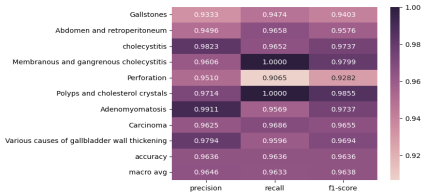 Gallstones 0.9333 0.9474 0.9403
Abdomen and retroperitoneum 0.9496 0.9658 0.9576
cholecystitis 0.9823 0.9652 0.9737
Membranous and gangrenous cholecystitis 0.9606 1.0000 0.9799
Perforation 0.9510 0.9065 0.9282
Polyps and cholesterol crystals 0.9714 1.0000 0.9855
Adenomyomatosis 0.9911 0.9569 0.9737
Carcinoma 0.9625 0.9686 0.9655
Various causes of gallbladder wall thickening 0.9794 0.9596 0.9694
accuracy 0.9636 0.9636 0.9636
macro avg 0.9646 0.9633 0.9638
precision recall f1-score
1.00
0.98
0.96
0.94
0.92